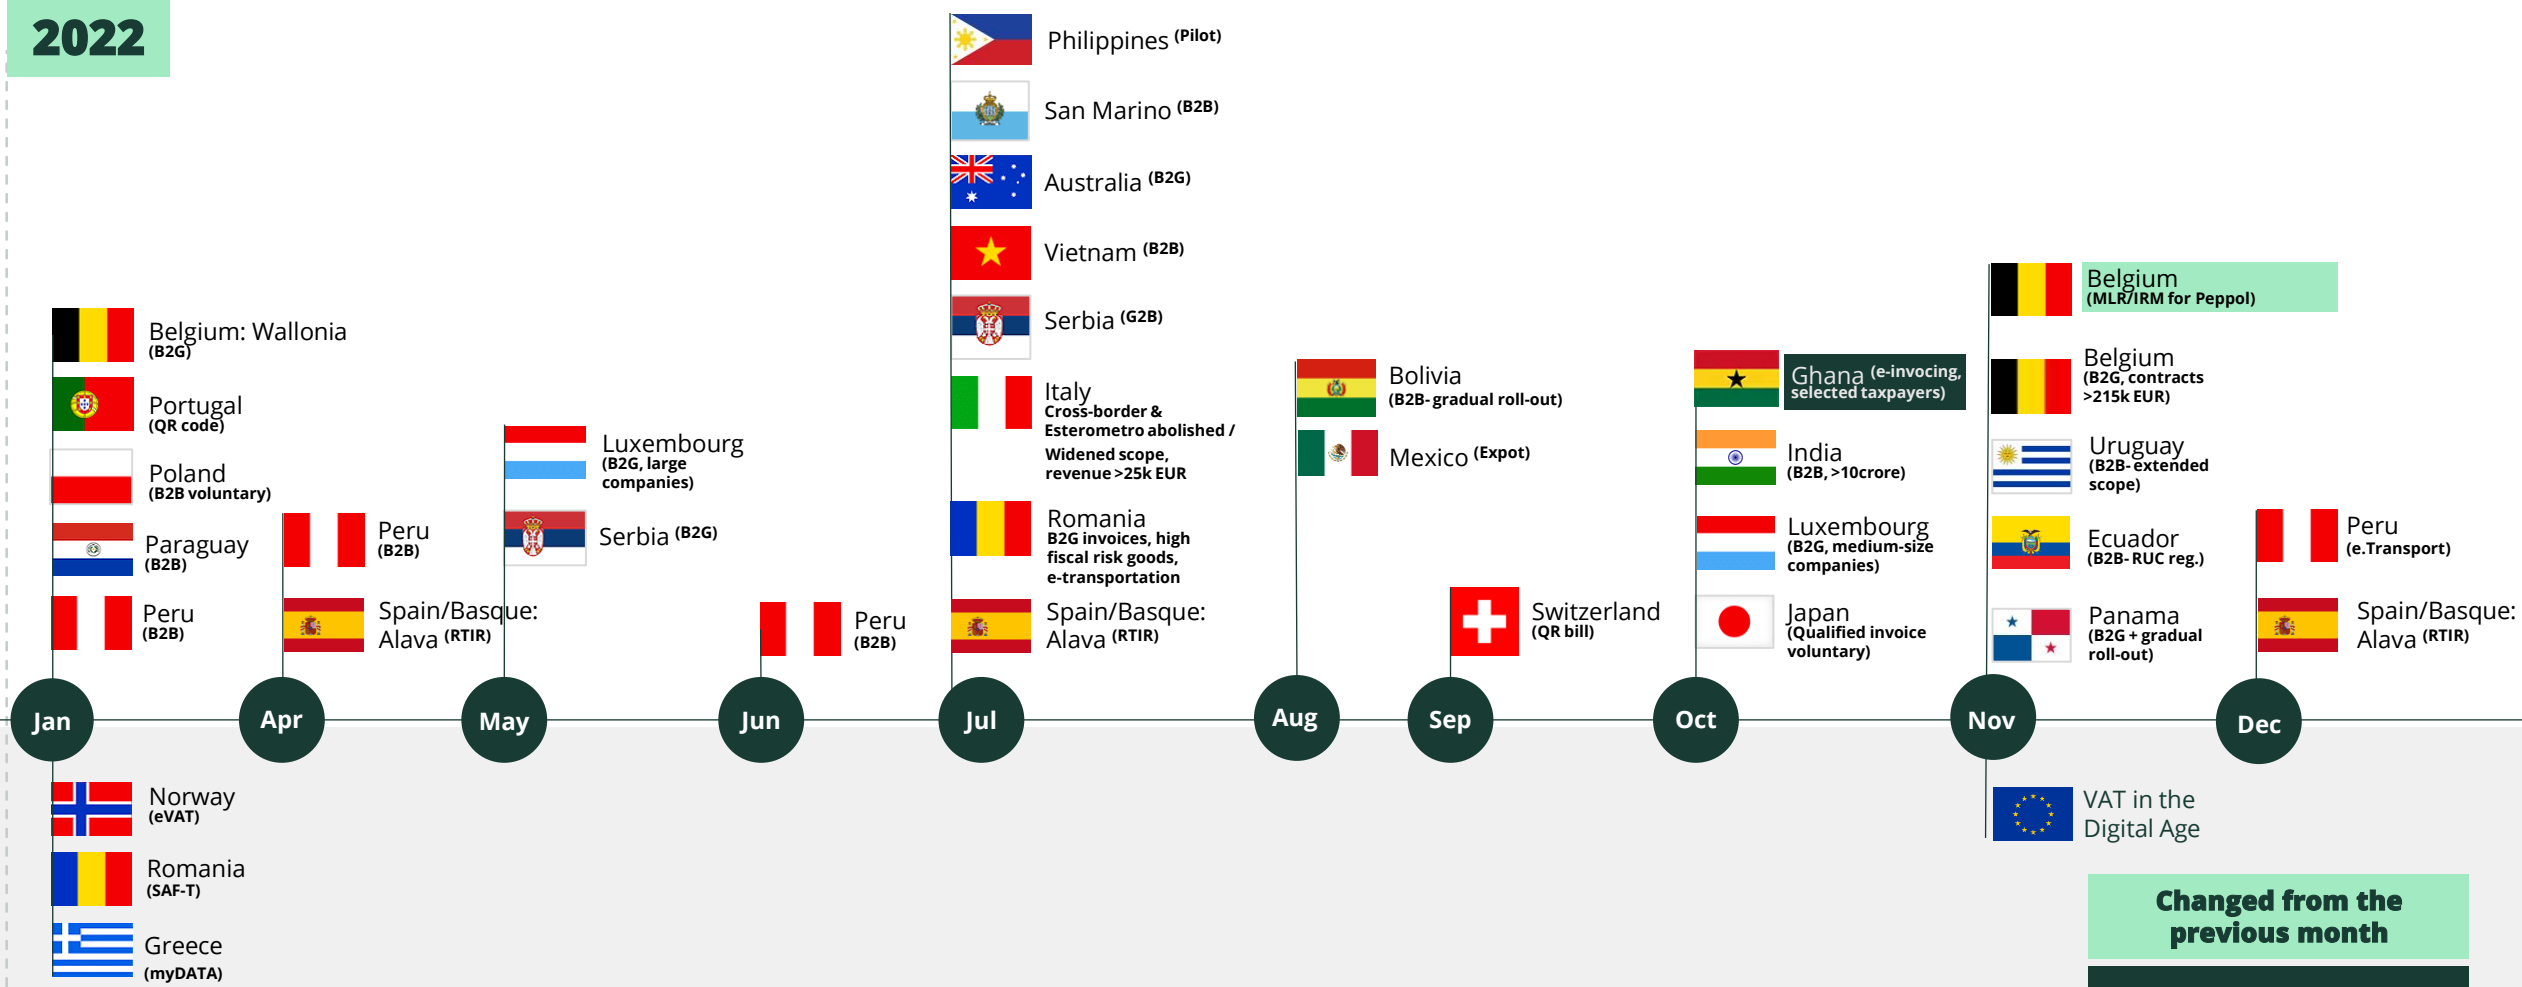 2022
Belgium: Wallonia
(B2G)
Portugal
(QR code)
Poland
(B2B voluntary)
Paraguay
(B2B)
Peru
(B2B)
Peru
(B2B)
Spain/Basque:
Alava (RTIR)
Luxembourg
(B2G, large
companies)
Serbia (B2G)
Peru
(B2B)
Philippines (Pilot)
San Marino (B2B)
Australia (B2G)
Vietnam (B2B)
Serbia (G2B)
Italy
Cross-border &
Esterometro abolished /
Widened scope,
revenue >25k EUR
Romania
B2G invoices, high
fiscal risk goods,
e-transportation
Spain/Basque:
Alava (RTIR)
Bolivia
(B2B- gradual roll-out)
Mexico (Expot)
Switzerland
(QR bill)
Ghana (e-invocing,
selected taxpayers)
India
(B2B, >10crore)
Luxembourg
(B2G, medium-size
companies)
Japan
(Qualified invoice
voluntary)
Belgium
(MLR/IRM for Peppol)
Belgium
(B2G, contracts
>215k EUR)
Uruguay
(B2B- extended
scope)
Ecuador
(B2B- RUC reg.)
Panama
(B2G + gradual
roll-out)
Peru
(e.Transport)
Spain/Basque:
Alava (RTIR)
Jan
Apr
May
Jun
Jul
Aug
Sep
Oct
Nov
Dec
Norway
(eVAT)
Romania
(SAF-T)
Greece
(myDATA)
VAT in the
Digital Age
Changed from the
previous month